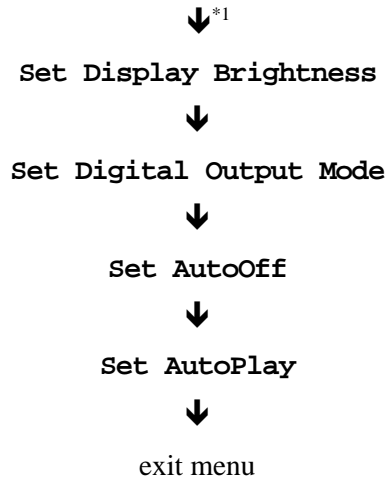 *1
Set Display Brightness
Set Digital Output Mode
Set AutoOff
Set AutoPlay
exit menu